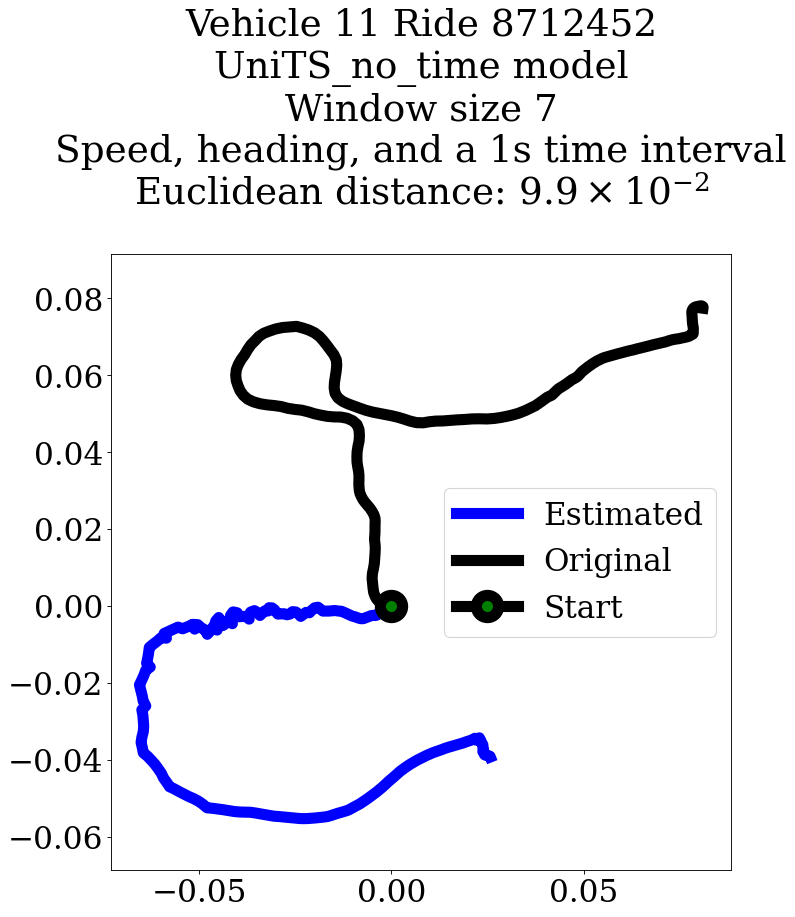 Vehicle 11 Ride 8712452
UniTS_no_time model
Window size 7
Speed, heading, and a 1s time interval
Euclidean distance: 9.9 × 10⁻²
0.08
0.06
0.04
0.02
0.00
−0.02
−0.04
−0.06
Estimated
Original
Start
−0.05
0.00
0.05